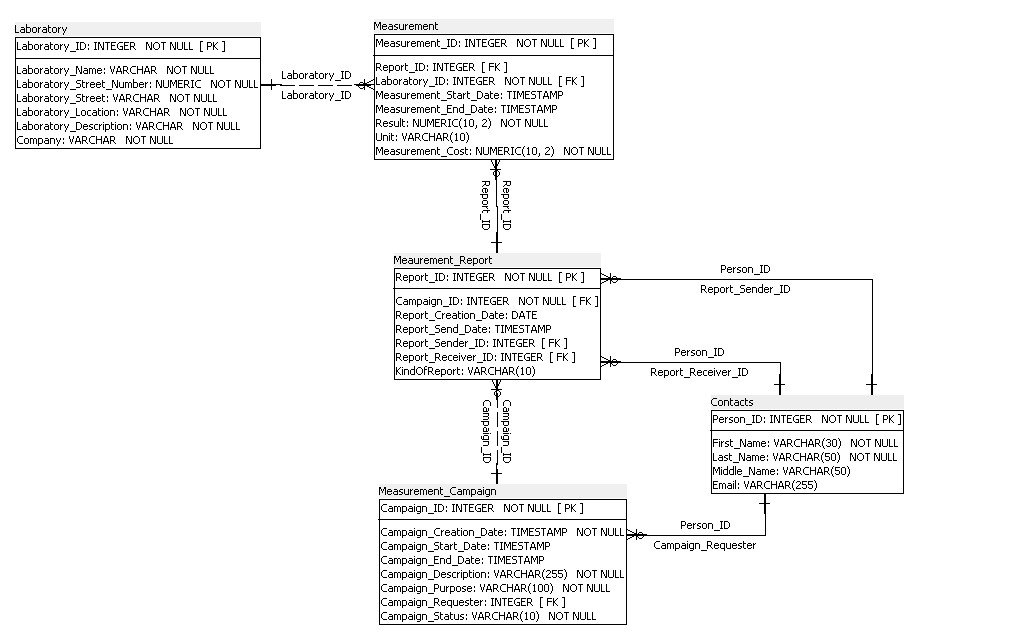 Laboratory
Laboratory_ID: INTEGER NOT NULL [ PK ]
Laboratory_Name: VARCHAR NOT NULL
Laboratory_Street_Number: NUMERIC NOT NULL
Laboratory_Street: VARCHAR NOT NULL
Laboratory_Location: VARCHAR NOT NULL
Laboratory_Description: VARCHAR NOT NULL
Company: VARCHAR NOT NULL
Laboratory_ID
Laboratory_ID
Measurement
Measurement_ID: INTEGER NOT NULL [ PK ]
Report_ID: INTEGER [ FK ]
Laboratory_ID: INTEGER NOT NULL [ FK ]
Measurement_Start_Date: TIMESTAMP
Measurement_End_Date: TIMESTAMP
Result: NUMERIC(10, 2) NOT NULL
Unit: VARCHAR(10)
Measurement_Cost: NUMERIC(10, 2) NOT NULL
Report_ID
Report_ID
Meaurement_Report
Report_ID: INTEGER NOT NULL [ PK ]
Campaign_ID: INTEGER NOT NULL [ FK ]
Report_Creation_Date: DATE
Report_Send_Date: TIMESTAMP
Report_Sender_ID: INTEGER [ FK ]
Report_Receiver_ID: INTEGER [ FK ]
KindOfReport: VARCHAR(10)
Person_ID
Report_Sender_ID
Person_ID
Report_Receiver_ID
Contacts
Person_ID: INTEGER NOT NULL [ PK ]
First_Name: VARCHAR(30) NOT NULL
Last_Name: VARCHAR(50) NOT NULL
Middle_Name: VARCHAR(50)
Email: VARCHAR(255)
Campaign_ID
Campaign_ID
Measurement_Campaign
Campaign_ID: INTEGER NOT NULL [ PK ]
Campaign_Creation_Date: TIMESTAMP NOT NULL
Campaign_Start_Date: TIMESTAMP
Campaign_End_Date: TIMESTAMP
Campaign_Description: VARCHAR(255) NOT NULL
Campaign_Purpose: VARCHAR(100) NOT NULL
Campaign_Requester: INTEGER [ FK ]
Campaign_Status: VARCHAR(10) NOT NULL
Person_ID
Campaign_Requester